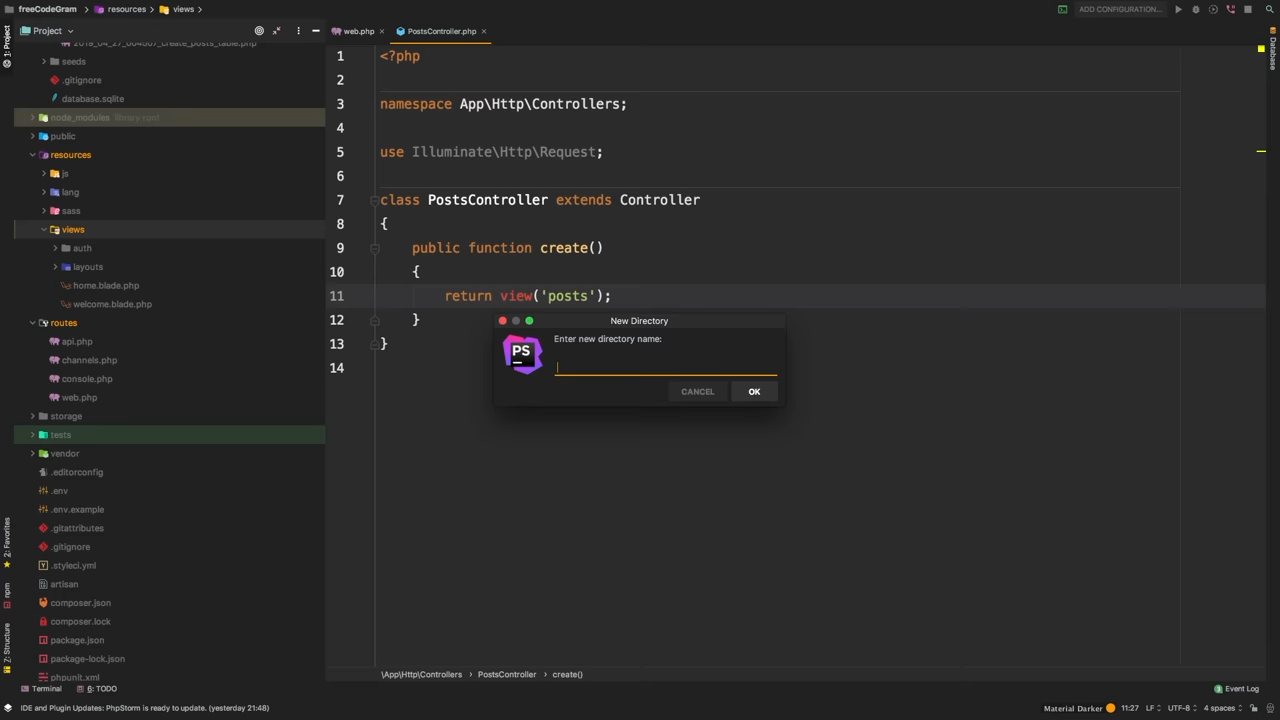 freeCodeGram
resources
views
ADD CONFIGURATION...
Project
web.php
PostsController.php
1: Project
Database
2019_04_27_004507_create_posts_table.php
seeds
.gitignore
database.sqlite
node_modules library root
public
resources
js
lang
sass
views
auth
layouts
home.blade.php
welcome.blade.php
routes
api.php
channels.php
console.php
web.php
storage
tests
vendor
.editorconfig
.env
.env.example
.gitattributes
.gitignore
.styleci.yml
artisan
composer.json
composer.lock
package.json
package-lock.json
phpunit.xml
1 <?php
2
3 namespace App\Http\Controllers;
4
5 use Illuminate\Http\Request;
6
7 class PostsController extends Controller
8 {
9 public function create()
10 {
11 return view('posts');
12 }
13 }
14
New Directory
PS
Enter new directory name:
CANCEL
OK
2: Favorites
npm
7: Structure
\App\Http\Controllers
PostsController
create()
Terminal
6: TODO
3 Event Log
IDE and Plugin Updates: PhpStorm is ready to update. (yesterday 21:48)
Material Darker
11:27
LF
UTF-8
4 spaces